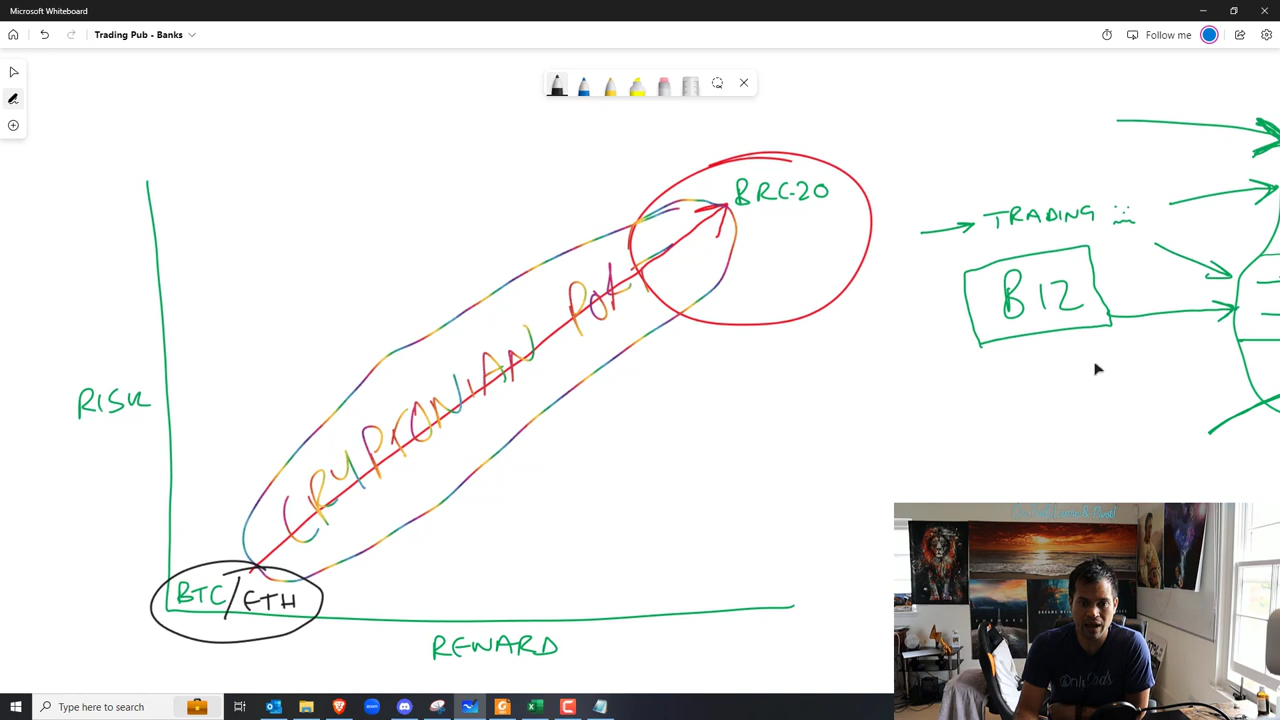 Microsoft Whiteboard
Trading Pub - Banks
Follow me
BRC-20
TRADING
B12
CRYPTONIAN
RISK
BTC/ETH
REWARD
Type here to search